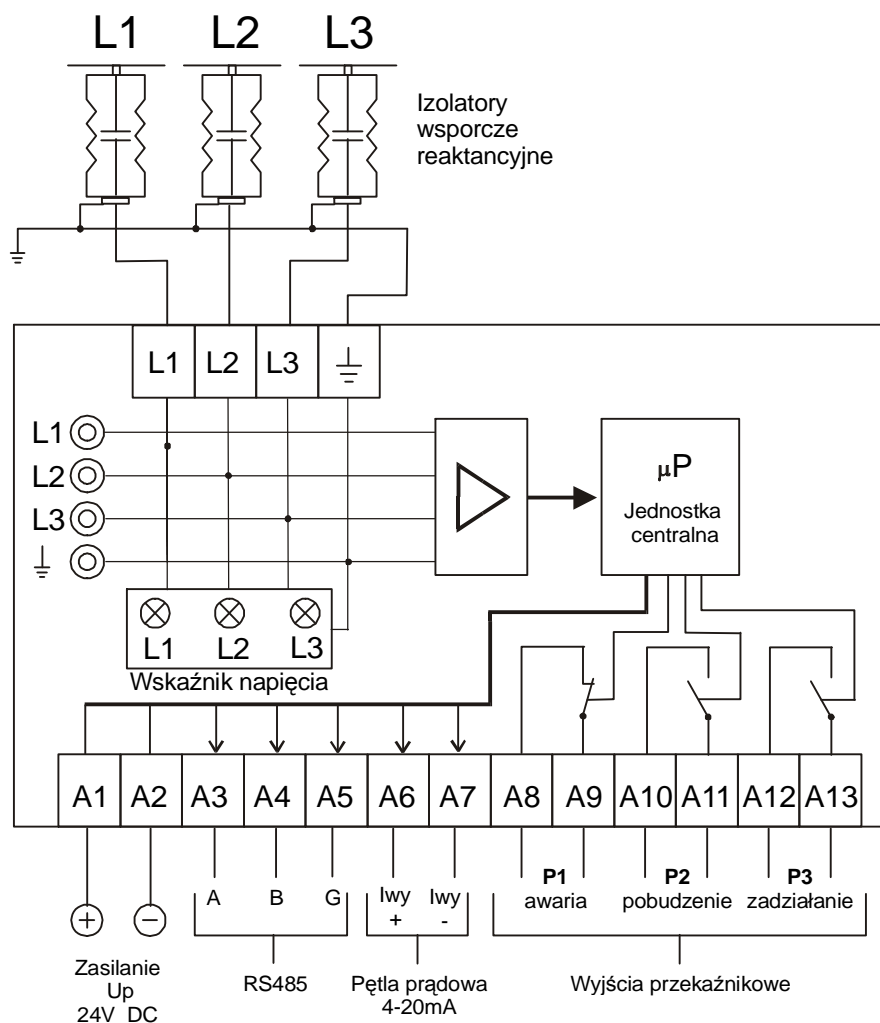 L1 L2 L3
Izolatory
wsporcze
reaktancyjne
L1 L2 L3
L1
L2
L3
µP
Jednostka
centralna
L1 L2 L3
Wskaźnik napięcia
A1 A2 A3 A4 A5 A6 A7 A8 A9 A10 A11 A12 A13
A B G
Iwy
+
Iwy
-
P1
awaria
P2
pobudzenie
P3
zadziałanie
+ −
Zasilanie
Up
24V DC
RS485
Pętla prądowa
4-20mA
Wyjścia przekaźnikowe